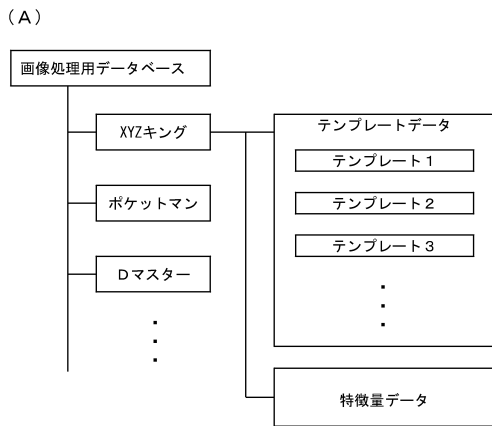 （A）
画像処理用データベース
XYZキング
テンプレートデータ
テンプレート１
ポケットマン
テンプレート２
テンプレート３
Ｄマスター
特徴量データ